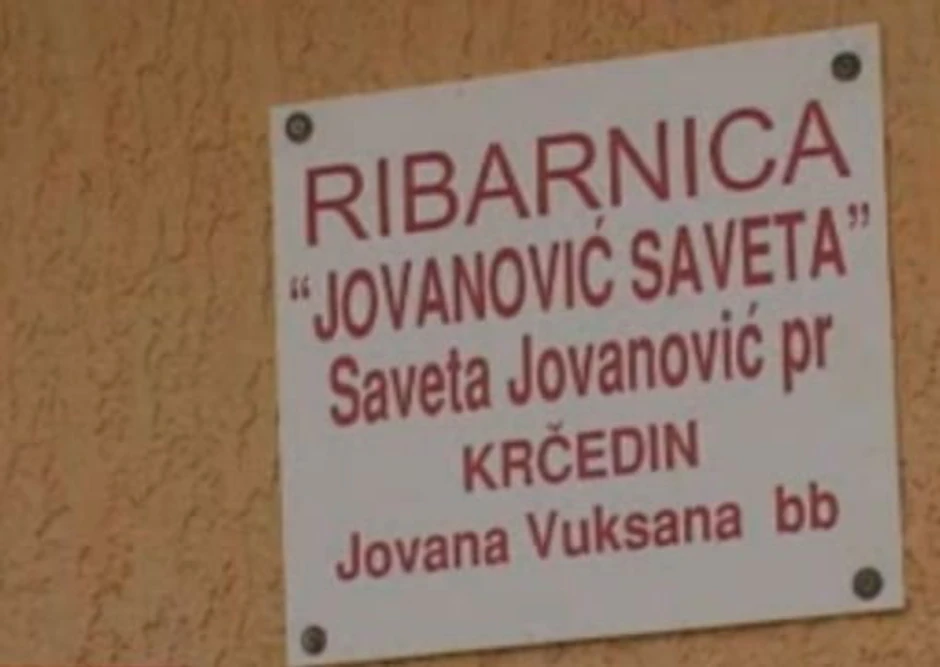 RIBARNICA
“JOVANOVIĆ SAVETA”
Saveta Jovanović pr
KRČEDIN
Jovana Vuksana bb